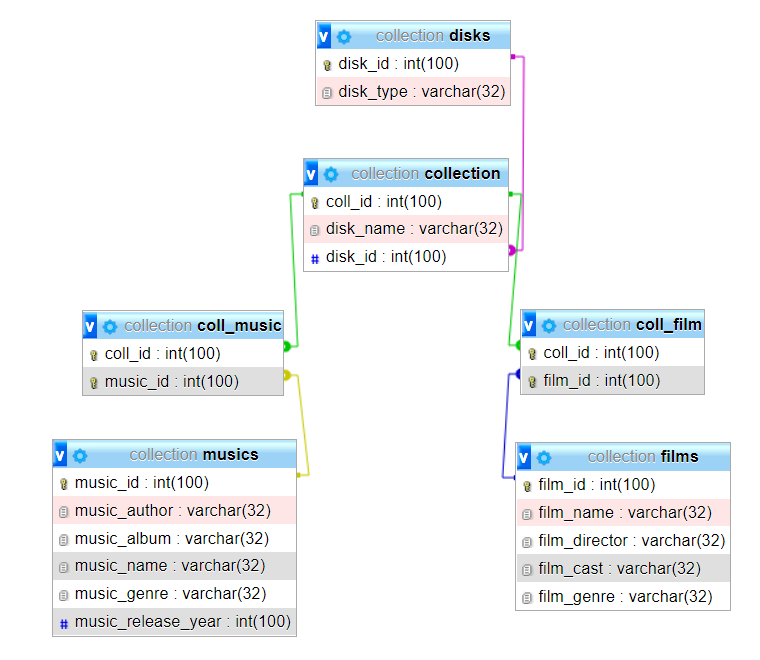 v collection disks
disk_id : int(100)
disk_type : varchar(32)
v collection collection
coll_id : int(100)
disk_name : varchar(32)
# disk_id : int(100)
v collection coll_music
coll_id : int(100)
music_id : int(100)
v collection coll_film
coll_id : int(100)
film_id : int(100)
v collection musics
music_id : int(100)
music_author : varchar(32)
music_album : varchar(32)
music_name : varchar(32)
music_genre : varchar(32)
# music_release_year : int(100)
v collection films
film_id : int(100)
film_name : varchar(32)
film_director : varchar(32)
film_cast : varchar(32)
film_genre : varchar(32)